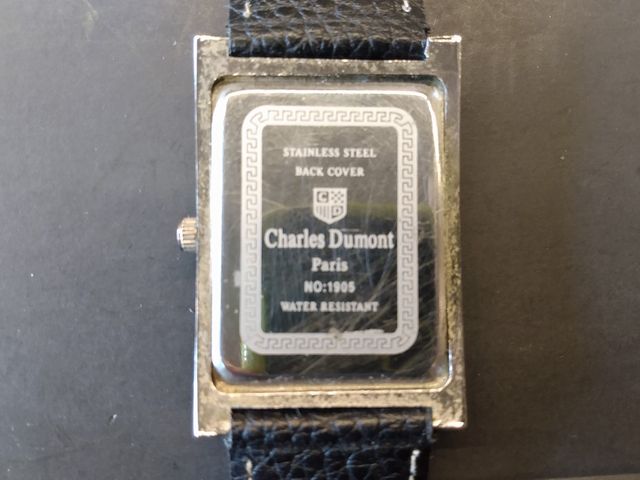 STAINLESS STEEL
BACK COVER
C
D
Charles Dumont
Paris
NO:1905
WATER RESISTANT